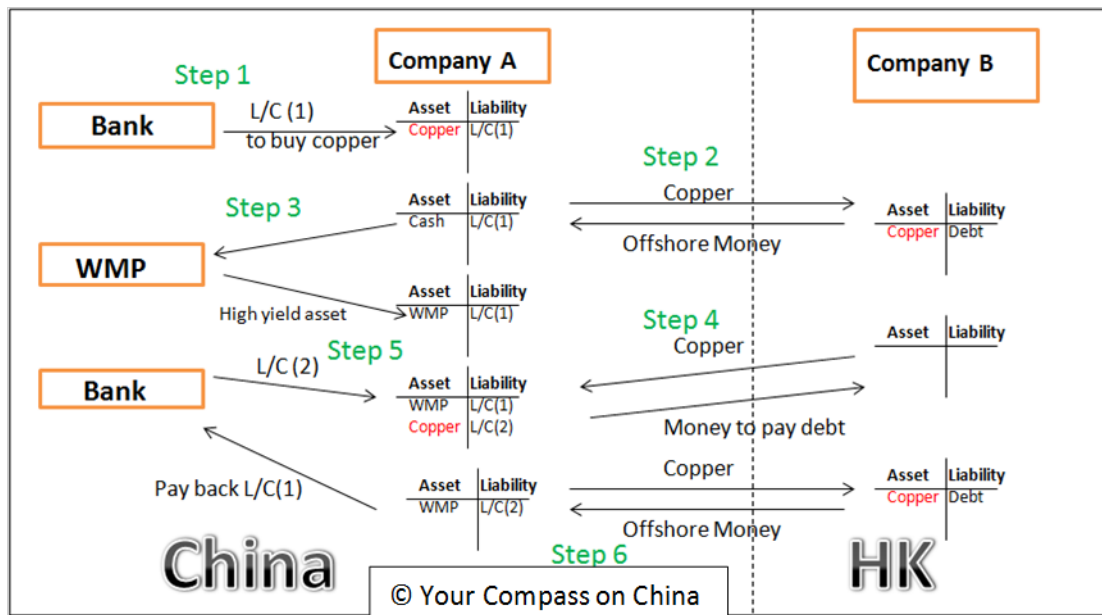 Step 1
Company A
Company B
Bank
L/C (1)
to buy copper
Asset Liability
Copper L/C(1)
Step 2
Copper
Offshore Money
Step 3
Asset Liability
Cash L/C(1)
Asset Liability
Copper Debt
WMP
High yield asset
Asset Liability
WMP L/C(1)
Step 4
Copper
Money to pay debt
Asset Liability
Step 5
Bank
L/C (2)
Asset Liability
WMP L/C(1)
Copper L/C(2)
Pay back L/C(1)
Asset Liability
WMP L/C(2)
Copper
Offshore Money
Asset Liability
Copper Debt
Step 6
China
HK
© Your Compass on China